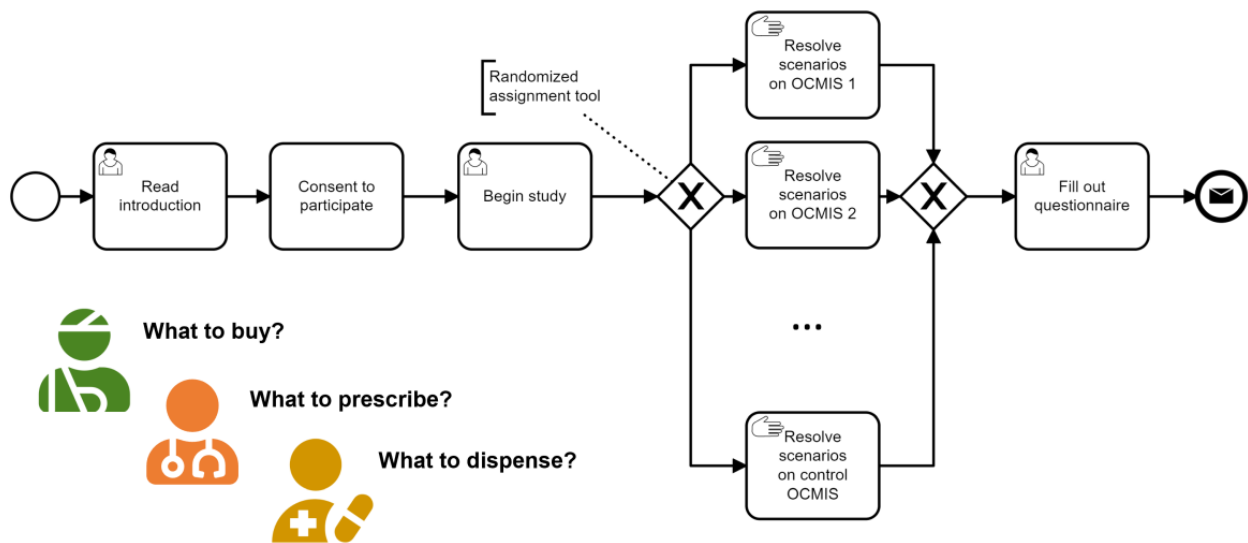 Read
introduction
Consent to
participate
Begin study
Randomized
assignment tool
X
Resolve
scenarios
on OCMIS 1
Resolve
scenarios
on OCMIS 2
...
Resolve
scenarios
on control
OCMIS
X
Fill out
questionnaire
What to buy?
What to prescribe?
What to dispense?